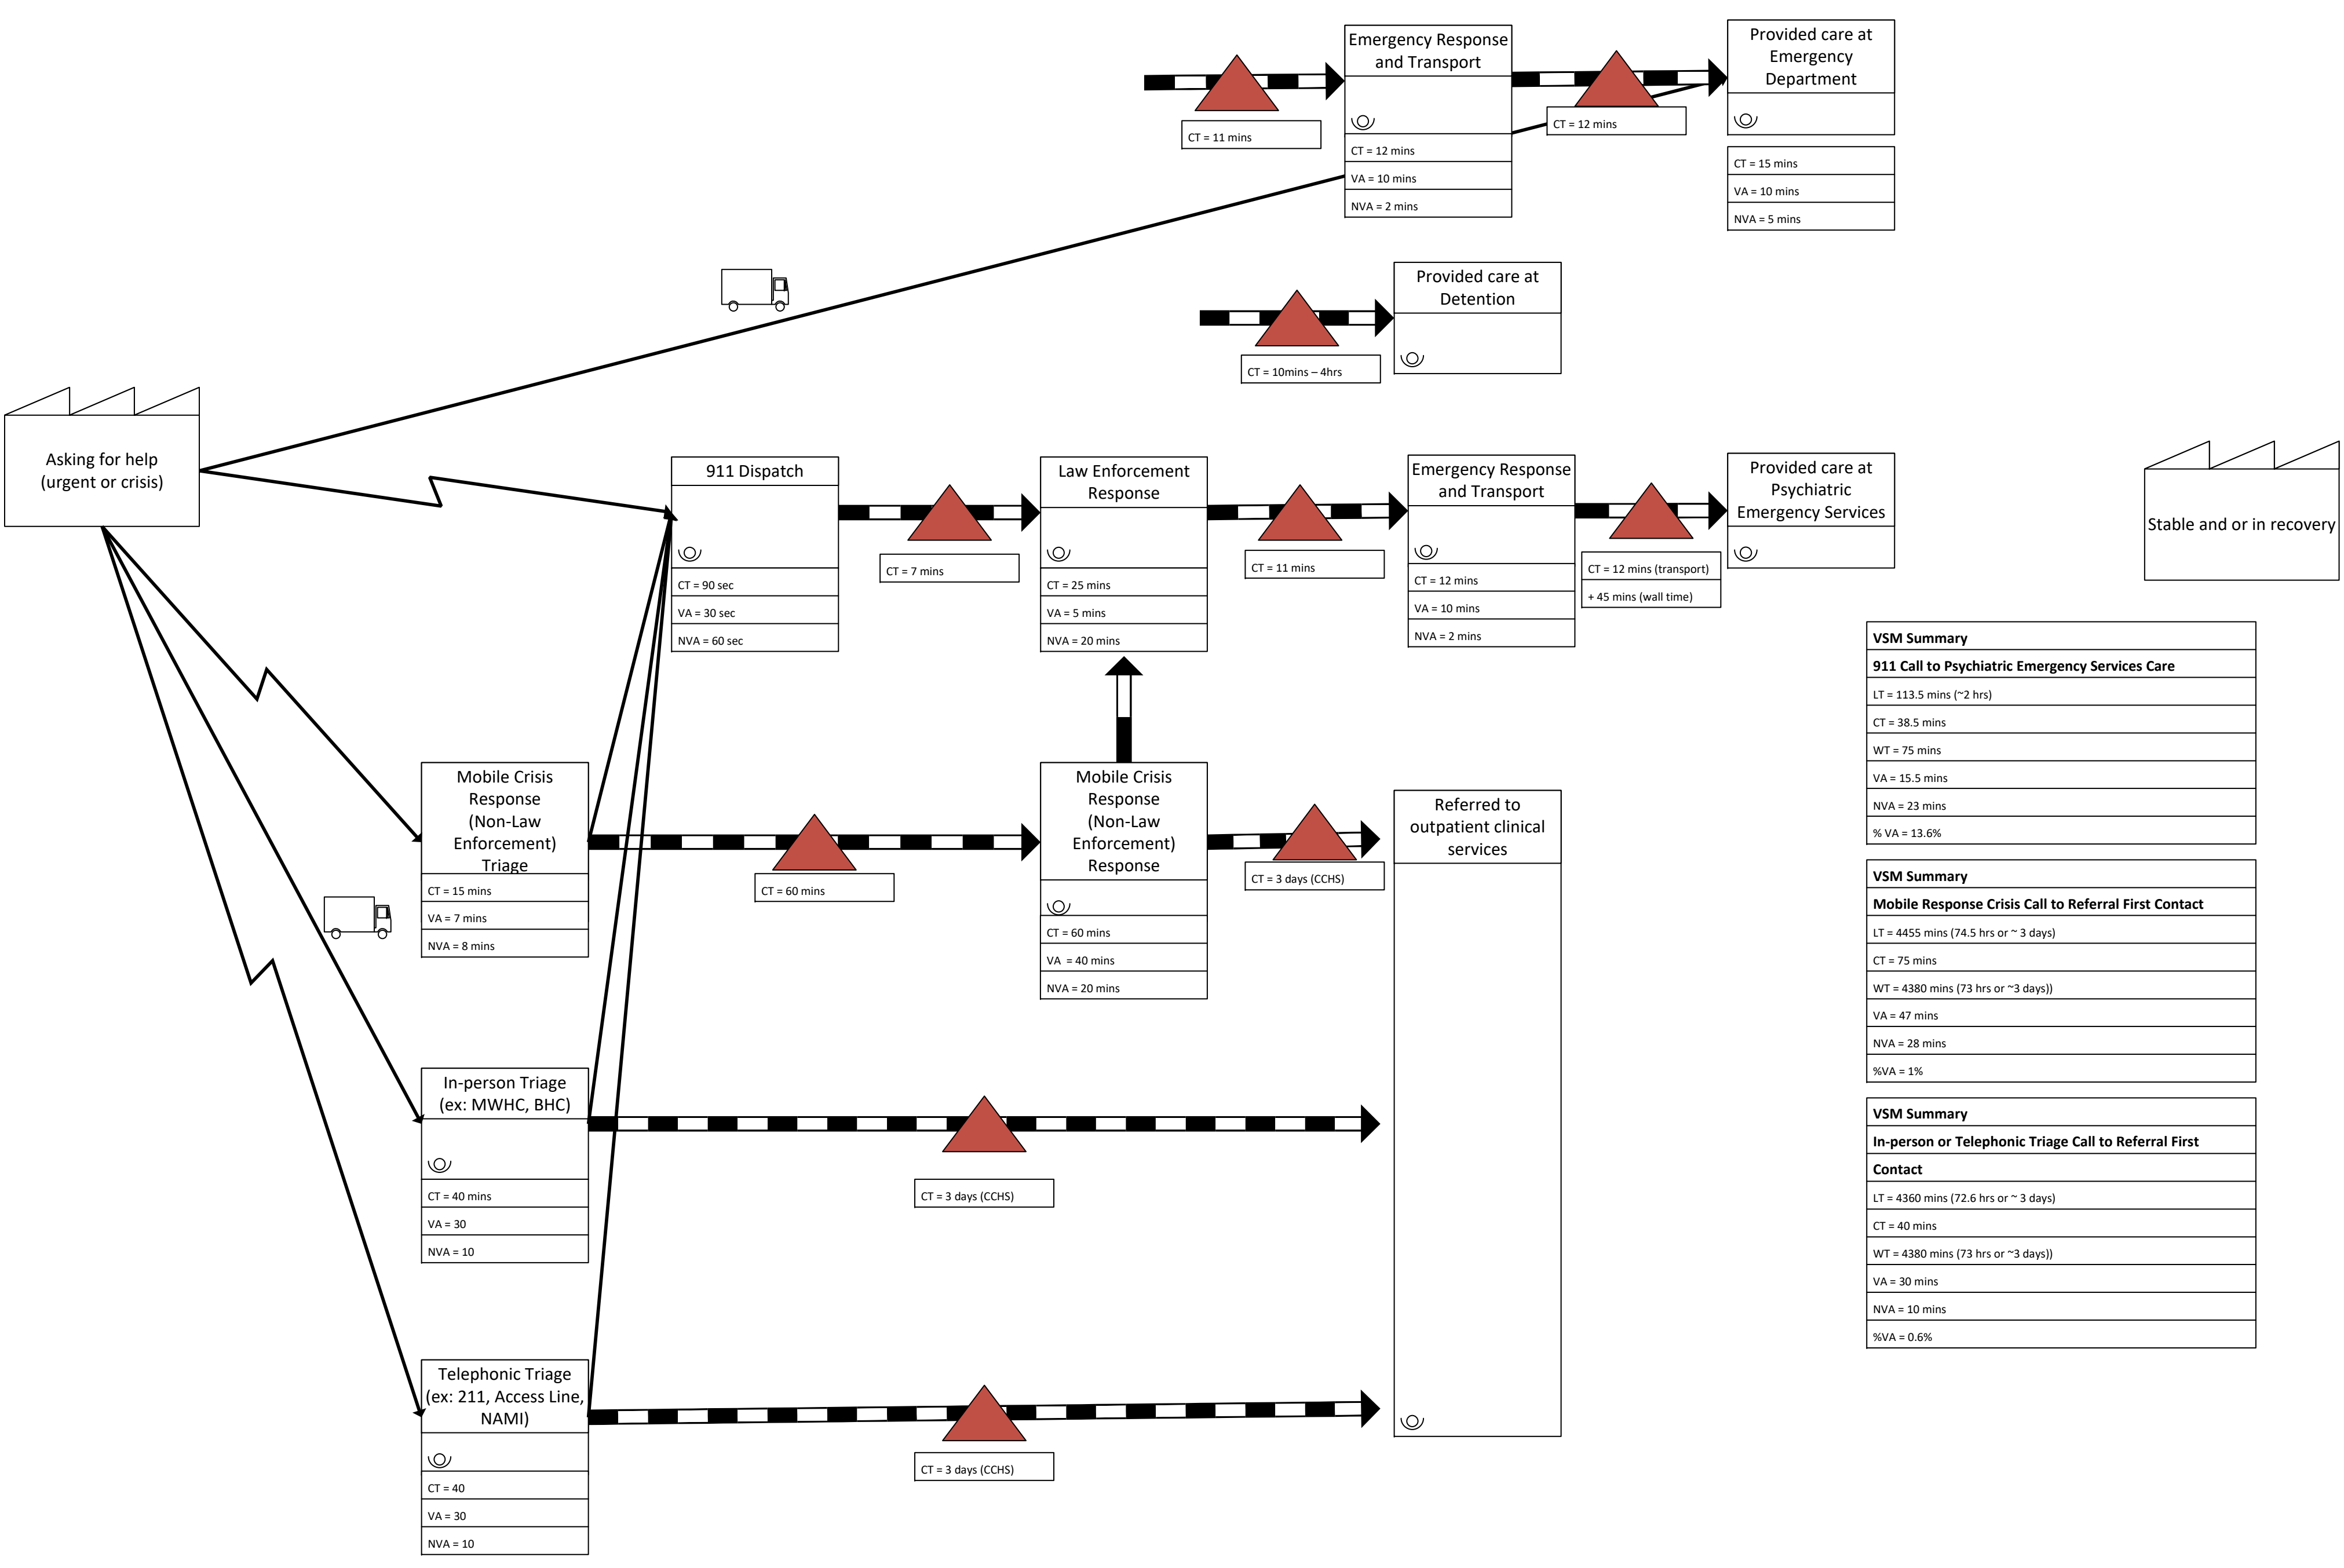 Emergency Response
and Transport
CT = 12 mins
VA = 10 mins
NVA = 2 mins
CT = 11 mins
CT = 12 mins
Provided care at
Emergency
Department
CT = 15 mins
VA = 10 mins
NVA = 5 mins
Provided care at
Detention
CT = 10mins – 4hrs
Asking for help
(urgent or crisis)
911 Dispatch
CT = 90 sec
VA = 30 sec
NVA = 60 sec
CT = 7 mins
Law Enforcement
Response
CT = 25 mins
VA = 5 mins
NVA = 20 mins
CT = 11 mins
Emergency Response
and Transport
CT = 12 mins
VA = 10 mins
NVA = 2 mins
CT = 12 mins (transport)
+ 45 mins (wall time)
Provided care at
Psychiatric
Emergency Services
Stable and or in recovery
Mobile Crisis
Response
(Non-Law
Enforcement)
Triage
CT = 15 mins
VA = 7 mins
NVA = 8 mins
CT = 60 mins
Mobile Crisis
Response
(Non-Law
Enforcement)
Response
CT = 60 mins
VA = 40 mins
NVA = 20 mins
CT = 3 days (CCHS)
Referred to
outpatient clinical
services
In-person Triage
(ex: MWHC, BHC)
CT = 40 mins
VA = 30
NVA = 10
CT = 3 days (CCHS)
Telephonic Triage
(ex: 211, Access Line,
NAMI)
CT = 40
VA = 30
NVA = 10
CT = 3 days (CCHS)
VSM Summary
911 Call to Psychiatric Emergency Services Care
LT = 113.5 mins (~2 hrs)
CT = 38.5 mins
WT = 75 mins
VA = 15.5 mins
NVA = 23 mins
% VA = 13.6%
VSM Summary
Mobile Response Crisis Call to Referral First Contact
LT = 4455 mins (74.5 hrs or ~ 3 days)
CT = 75 mins
WT = 4380 mins (73 hrs or ~3 days))
VA = 47 mins
NVA = 28 mins
%VA = 1%
VSM Summary
In-person or Telephonic Triage Call to Referral First
Contact
LT = 4360 mins (72.6 hrs or ~ 3 days)
CT = 40 mins
WT = 4380 mins (73 hrs or ~3 days))
VA = 30 mins
NVA = 10 mins
%VA = 0.6%